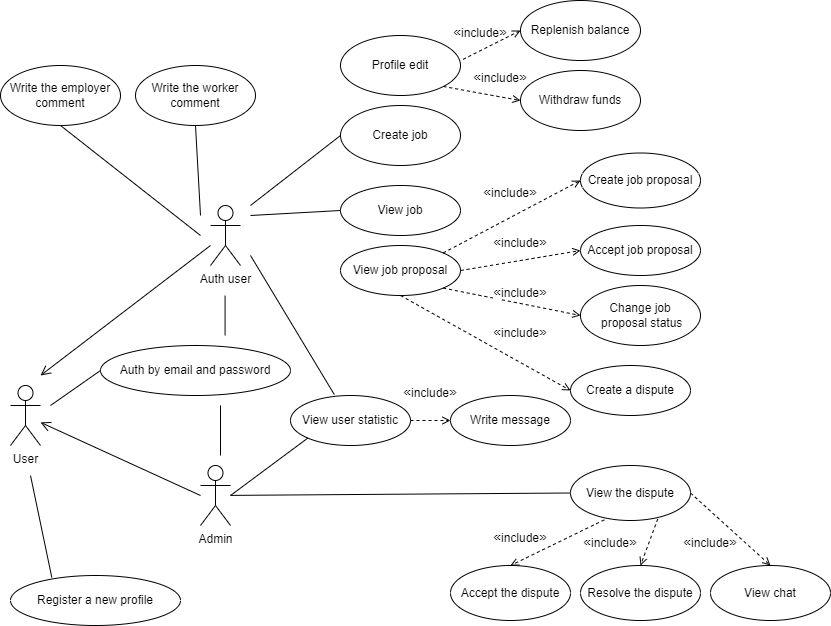 «include»
Replenish balance
Profile edit
«include»
Withdraw funds
Write the employer
comment
Write the worker
comment
Create job
«include»
Create job proposal
View job
«include»
Accept job proposal
Auth user
View job proposal
«include»
Change job
proposal status
«include»
Auth by email and password
Create a dispute
«include»
View user statistic
Write message
User
View the dispute
Admin
«include»
«include»
«include»
Accept the dispute
Resolve the dispute
View chat
Register a new profile